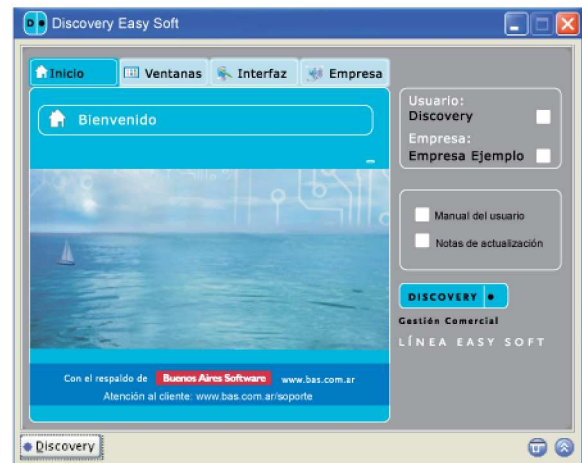 Discovery Easy Soft
Inicio Ventanas Interfaz Empresa
Bienvenido
Usuario:
Discovery
Empresa:
Empresa Ejemplo
Manual del usuario
Notas de actualización
DISCOVERY
Gestión Comercial
LÍNEA EASY SOFT
Con el respaldo de Buenos Aires Software www.bas.com.ar
Atención al cliente: www.bas.com.ar/soporte
Discovery